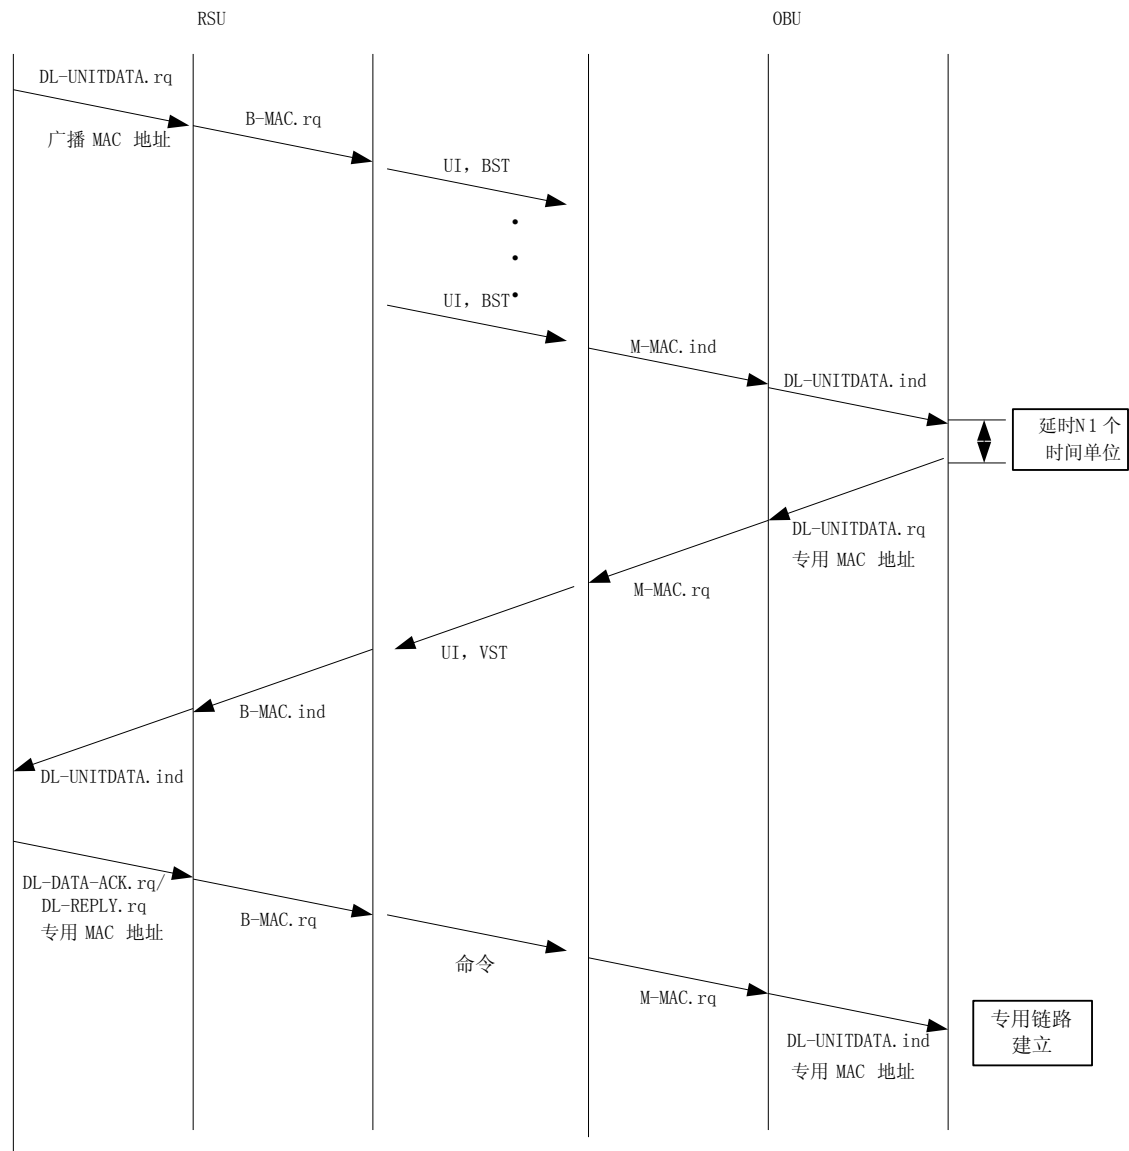 RSU
OBU
DL-UNITDATA.rq
广播 MAC 地址
B-MAC.rq
UI，BST
UI，BST
M-MAC.ind
DL-UNITDATA.ind
延时N1个
时间单位
DL-UNITDATA.rq
专用 MAC 地址
M-MAC.rq
UI，VST
B-MAC.ind
DL-UNITDATA.ind
DL-DATA-ACK.rq/
DL-REPLY.rq
专用 MAC 地址
B-MAC.rq
命令
M-MAC.rq
DL-UNITDATA.ind
专用 MAC 地址
专用链路
建立